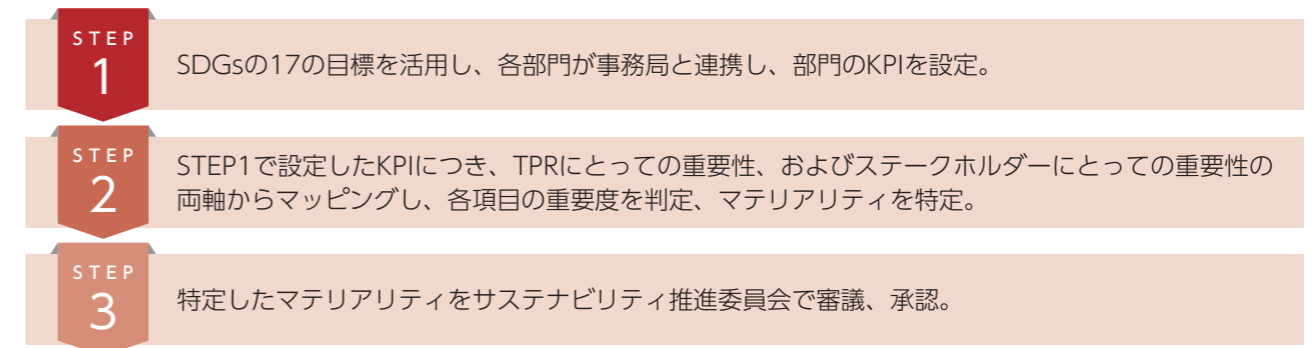 STEP
1
SDGsの17の目標を活用し、各部門が事務局と連携し、部門のKPIを設定。
STEP
2
STEP1で設定したKPIにつき、TPRにとっての重要性、およびステークホルダーにとっての重要性の
両軸からマッピングし、各項目の重要度を判定、マテリアリティを特定。
STEP
3
特定したマテリアリティをサステナビリティ推進委員会で審議、承認。